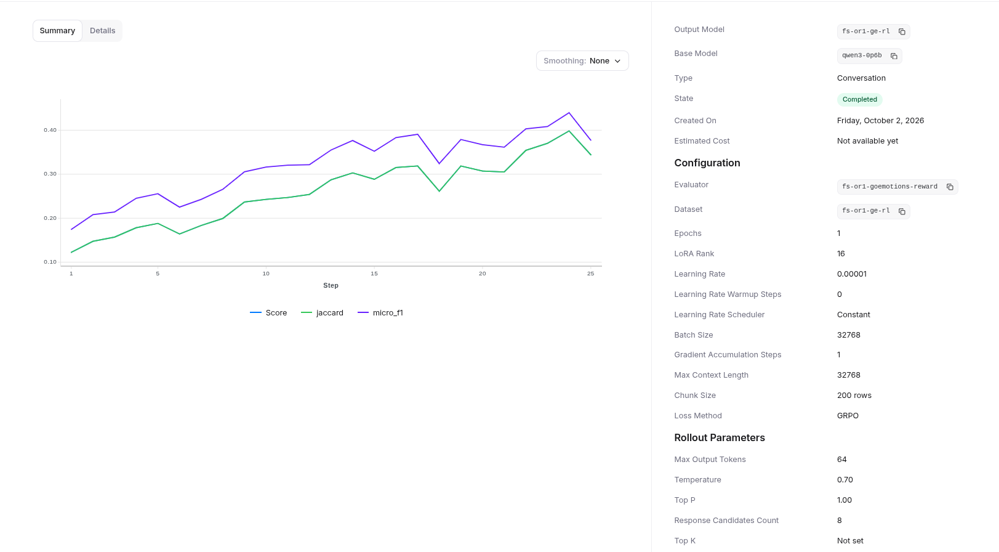 Summary Details
Smoothing: None
0.40
0.30
0.20
0.10
1 5 10 15 20 25
Step
Score jaccard micro_f1
Output Model fs-or1-ge-rl
Base Model qwen3-0p6b
Type Conversation
State Completed
Created On Friday, October 2, 2026
Estimated Cost Not available yet
Configuration
Evaluator fs-or1-goemotions-reward
Dataset fs-or1-ge-rl
Epochs 1
LoRA Rank 16
Learning Rate 0.00001
Learning Rate Warmup Steps 0
Learning Rate Scheduler Constant
Batch Size 32768
Gradient Accumulation Steps 1
Max Context Length 32768
Chunk Size 200 rows
Loss Method GRPO
Rollout Parameters
Max Output Tokens 64
Temperature 0.70
Top P 1.00
Response Candidates Count 8
Top K Not set